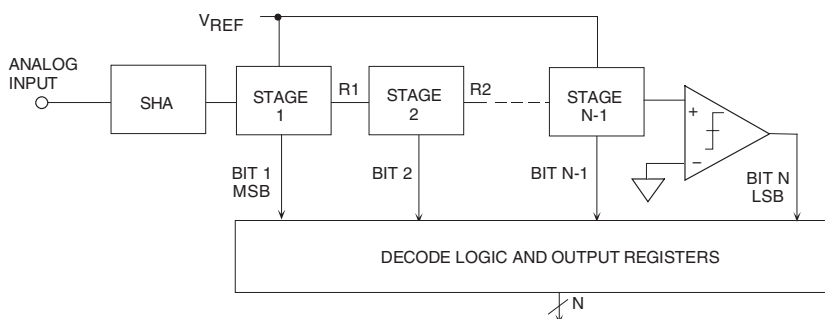 VREF
ANALOG
INPUT
SHA
STAGE
1
R1
STAGE
2
R2
STAGE
N-1
+
−
BIT 1
MSB
BIT 2
BIT N-1
BIT N
LSB
DECODE LOGIC AND OUTPUT REGISTERS
N